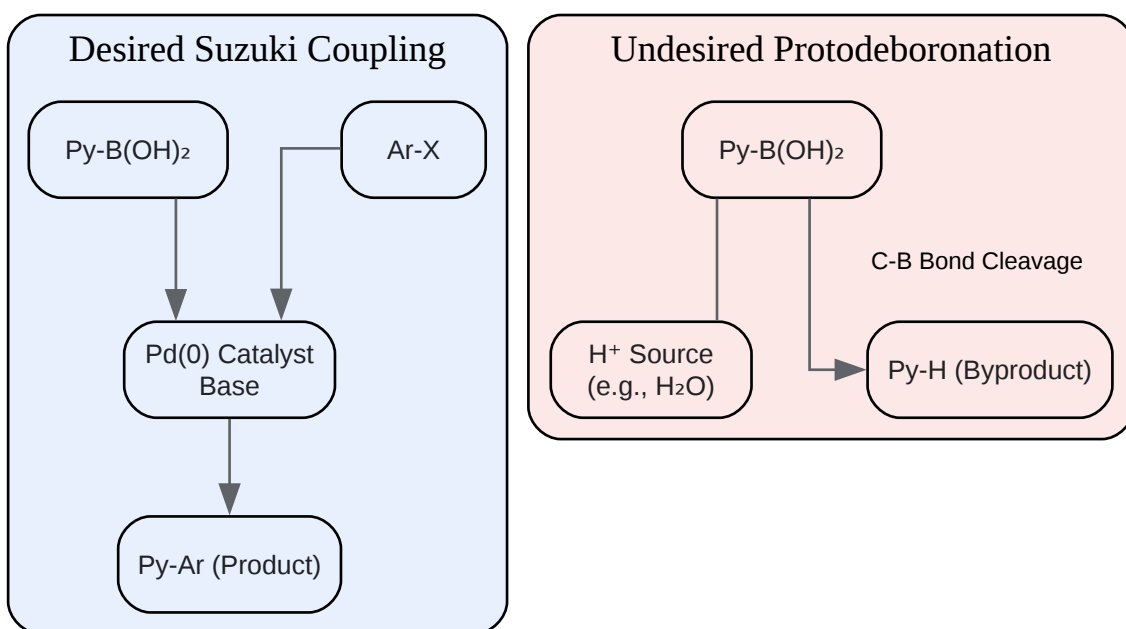 Desired Suzuki Coupling
Py-B(OH)₂
Ar-X
Pd(0) Catalyst
Base
Py-Ar (Product)
Undesired Protodeboronation
Py-B(OH)₂
C-B Bond Cleavage
H⁺ Source
(e.g., H₂O)
Py-H (Byproduct)